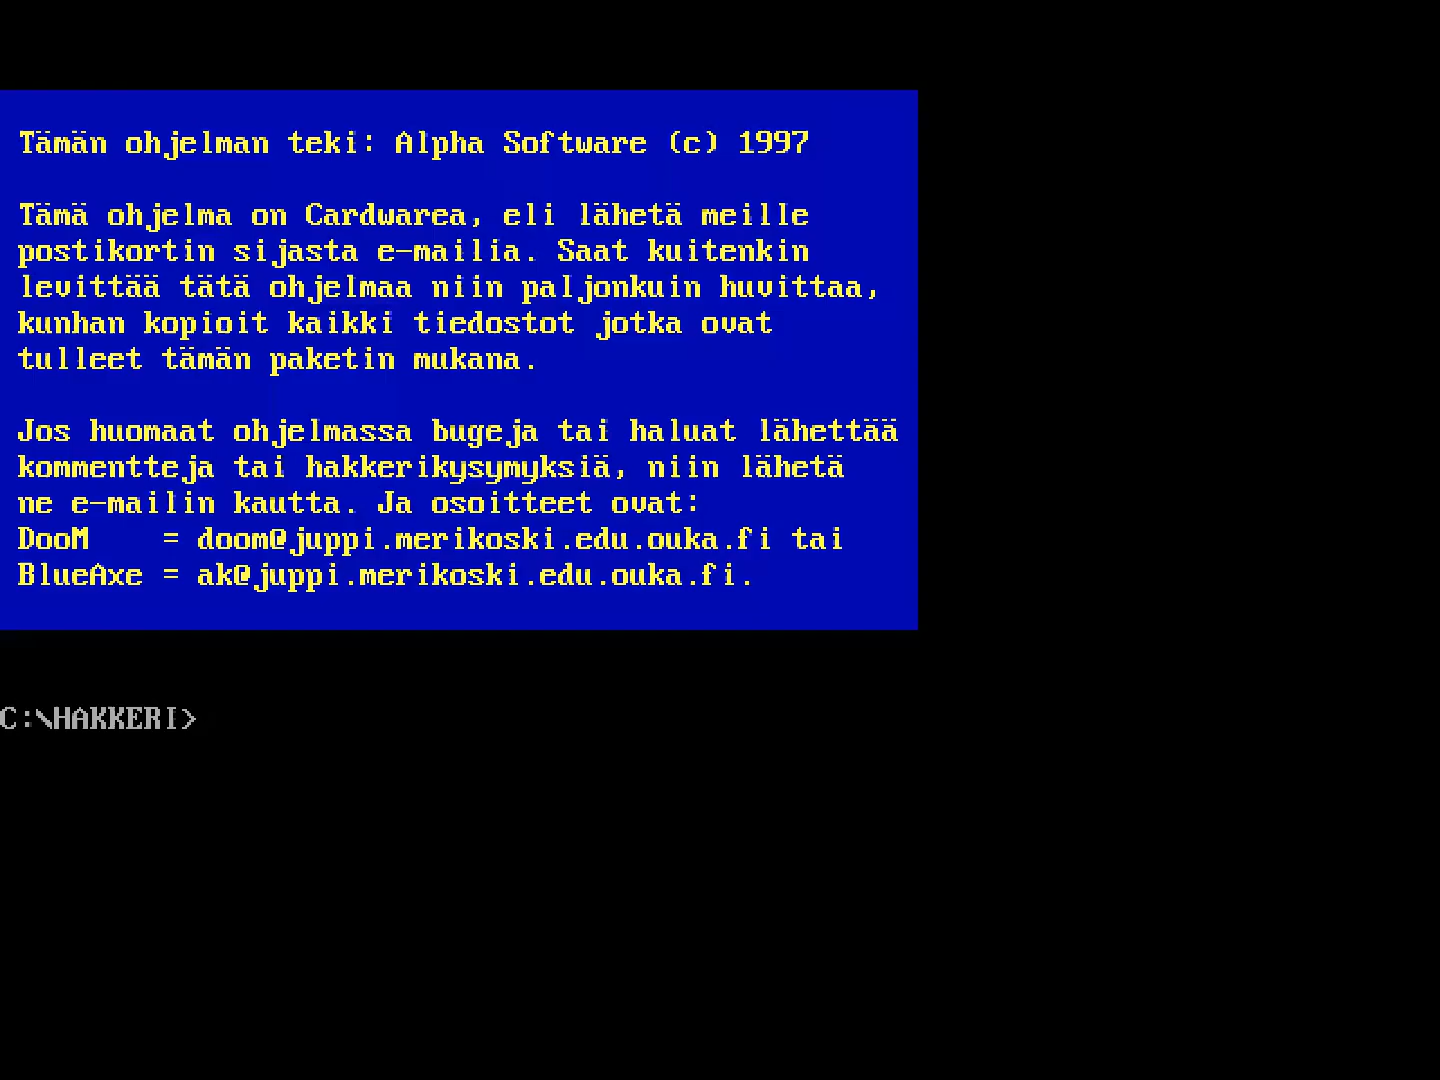 Tämän ohjelman teki: Alpha Software (c) 1997
Tämä ohjelma on Cardwarea, eli lähetä meille
postikortin sijasta e-mailia. Saat kuitenkin
levittää tätä ohjelmaa niin paljonkuin huvittaa,
kunhan kopioit kaikki tiedostot jotka ovat
tulleet tämän paketin mukana.
Jos huomaat ohjelmassa bugeja tai haluat lähettää
kommentteja tai hakkerikysymyksiä, niin lähetä
ne e-mailin kautta. Ja osoitteet ovat:
DooM    = doom@juppi.merikoski.edu.ouka.fi tai
BlueAxe = ak@juppi.merikoski.edu.ouka.fi.
C:\HAKKERI>